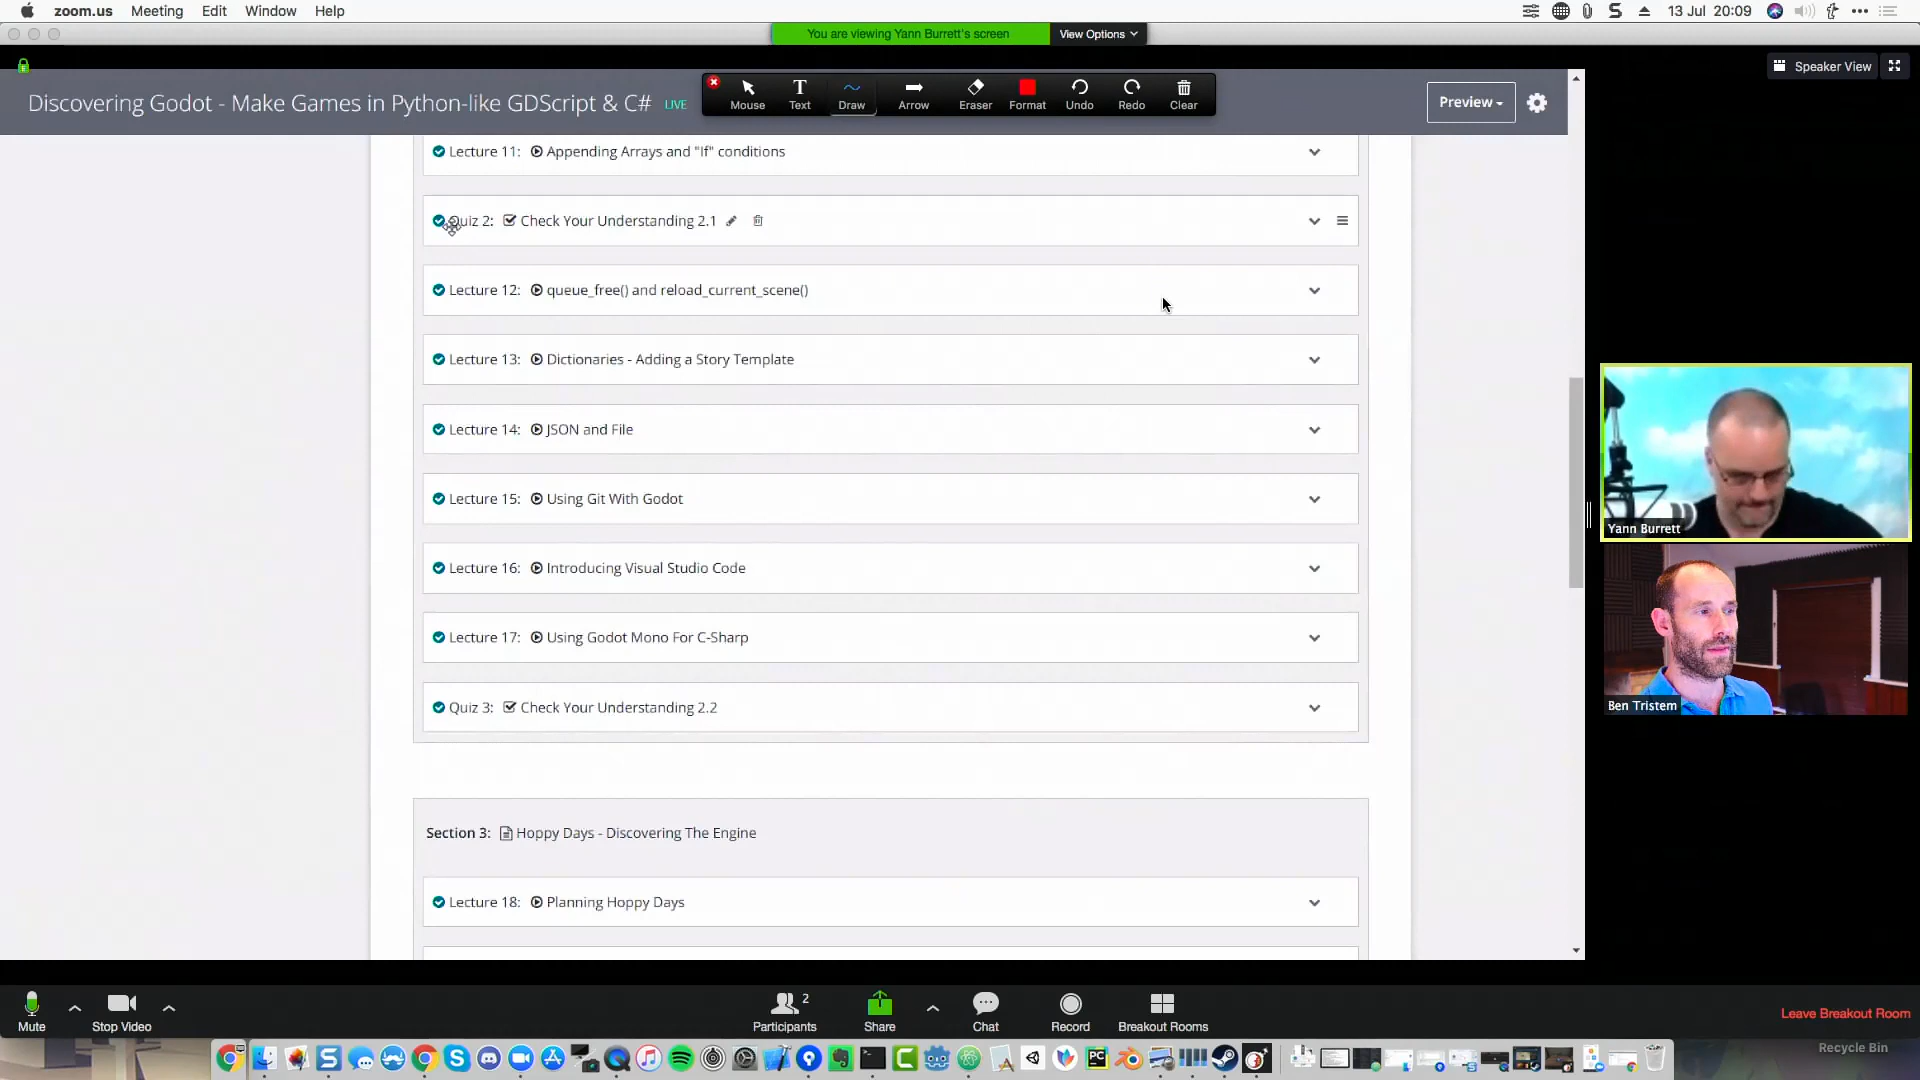 zoom.us Meeting Edit Window Help
13 Jul 20:09
You are viewing Yann Burrett's screen View Options
Speaker View
Discovering Godot - Make Games in Python-like GDScript & C# LIVE
Mouse Text Draw Arrow Eraser Format Undo Redo Clear
Preview
Lecture 11: Appending Arrays and "If" conditions
Quiz 2: Check Your Understanding 2.1
Lecture 12: queue_free() and reload_current_scene()
Lecture 13: Dictionaries - Adding a Story Template
Lecture 14: JSON and File
Lecture 15: Using Git With Godot
Yann Burrett
Lecture 16: Introducing Visual Studio Code
Lecture 17: Using Godot Mono For C-Sharp
Quiz 3: Check Your Understanding 2.2
Ben Tristem
Section 3: Hoppy Days - Discovering The Engine
Lecture 18: Planning Hoppy Days
2
Mute Stop Video Participants Share Chat Record Breakout Rooms
Leave Breakout Room
Recycle Bin